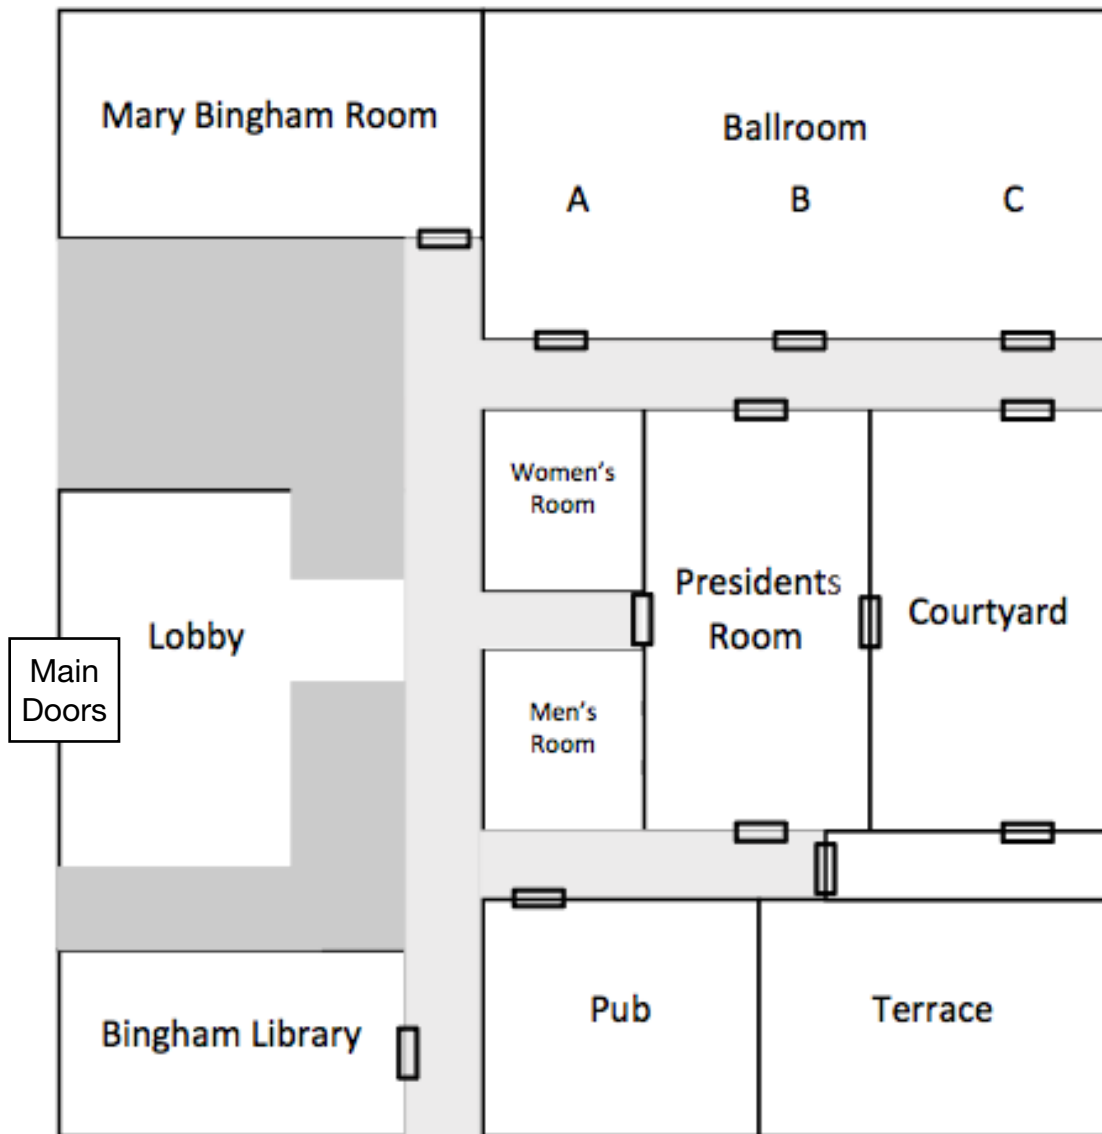 Mary Bingham Room
Ballroom
A B C
Women's
Room
Presidents
Room
Courtyard
Lobby
Main
Doors
Men's
Room
Bingham Library
Pub
Terrace